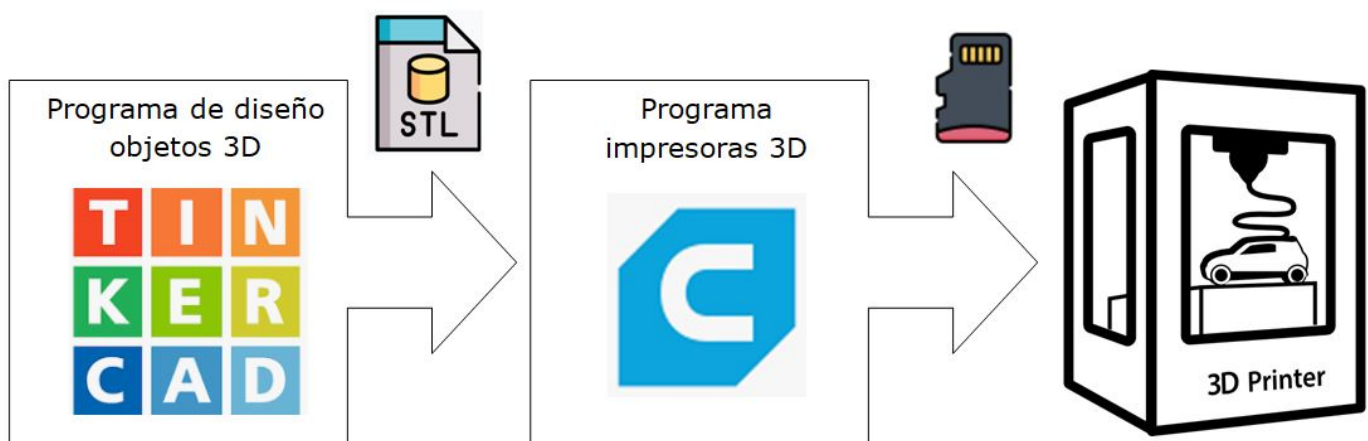 Programa de diseño
objetos 3D
TIN
KER
CAD
STL
Programa
impresoras 3D
C
3D Printer